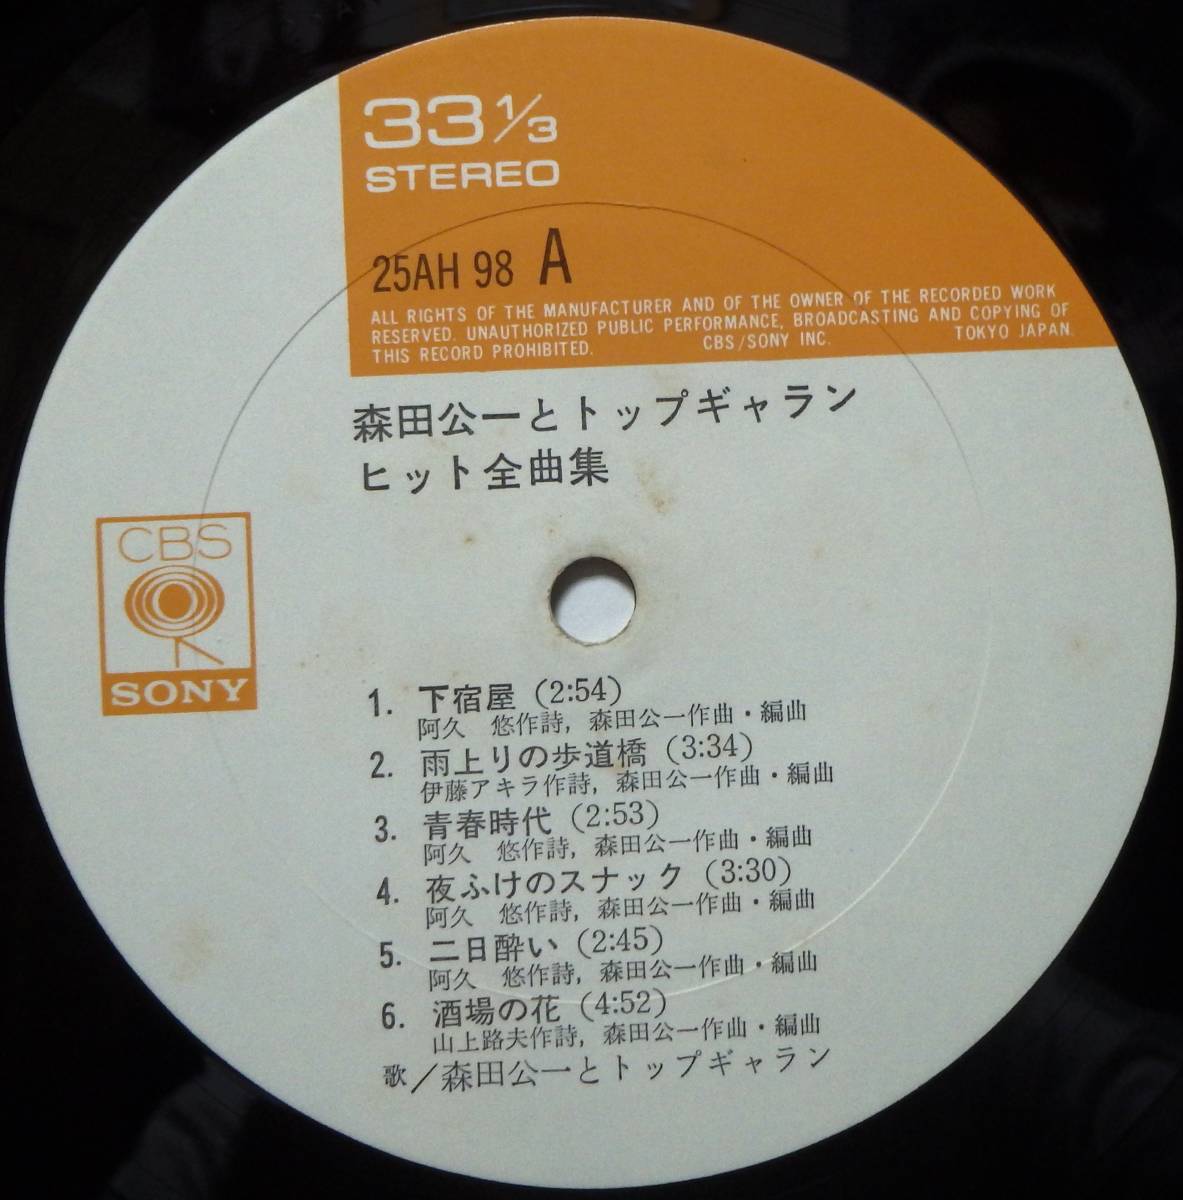 33 1/3
STEREO
25AH 98 A
ALL RIGHTS OF THE MANUFACTURER AND OF THE OWNER OF THE RECORDED WORK
RESERVED. UNAUTHORIZED PUBLIC PERFORMANCE, BROADCASTING AND COPYING OF
THIS RECORD PROHIBITED. CBS/SONY INC. TOKYO JAPAN.
森田公一とトップギャラン
ヒット全曲集
CBS
SONY
1. 下宿屋 (2:54)
阿久 悠作詩, 森田公一作曲・編曲
2. 雨上りの歩道橋 (3:34)
伊藤アキラ作詩, 森田公一作曲・編曲
3. 青春時代 (2:53)
阿久 悠作詩, 森田公一作曲・編曲
4. 夜ふけのスナック (3:30)
阿久 悠作詩, 森田公一作曲・編曲
5. 二日酔い (2:45)
阿久 悠作詩, 森田公一作曲・編曲
6. 酒場の花 (4:52)
山上路夫作詩, 森田公一作曲・編曲
歌/森田公一とトップギャラン